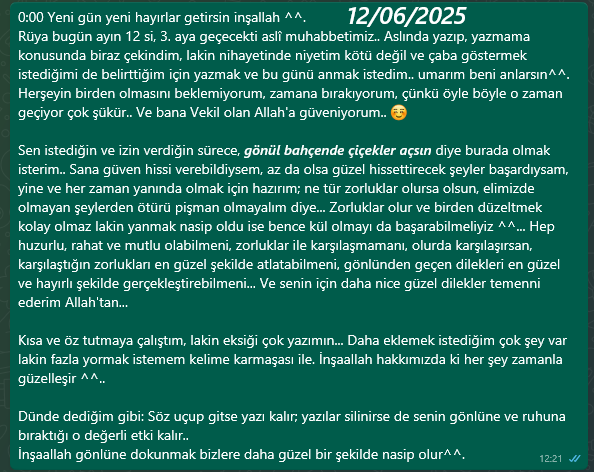 0:00 Yeni gün yeni hayırlar getirsin inşallah ^^. 12/06/2025
Rüya bugün ayın 12 si, 3. aya geçecekti aslî muhabbetimiz.. Aslında yazıp, yazmama
konusunda biraz çekindim, lakin nihayetinde niyetim kötü değil ve çaba göstermek
istediğimi de belirttiğim için yazmak ve bu günü anmak istedim.. umarım beni anlarsın^^.
Herşeyin birden olmasını beklemiyorum, zamana bırakıyorum, çünkü öyle böyle o zaman
geçiyor çok şükür.. Ve bana Vekil olan Allah'a güveniyorum.. ☺️
Sen istediğin ve izin verdiğin sürece, gönül bahçende çiçekler açsın diye burada olmak
isterim.. Sana güven hissi verebildiysem, az da olsa güzel hissettirecek şeyler başardıysam,
yine ve her zaman yanında olmak için hazırım; ne tür zorluklar olursa olsun, elimizde
olmayan şeylerden ötürü pişman olmayalım diye... Zorluklar olur ve birden düzeltmek
kolay olmaz lakin yanmak nasip oldu ise bence kül olmayı da başarabilmeliyiz ^^... Hep
huzurlu, rahat ve mutlu olabilmeni, zorluklar ile karşılaşmamanı, olurda karşılaşırsan,
karşılaştığın zorlukları en güzel şekilde atlatabilmeni, gönlünden geçen dilekleri en güzel
ve hayırlı şekilde gerçekleştirebilmeni... Ve senin için daha nice güzel dilekler temenni
ederim Allah'tan...
Kısa ve öz tutmaya çalıştım, lakin eksiği çok yazımın... Daha eklemek istediğim çok şey var
lakin fazla yormak istemem kelime karmaşası ile. İnşaallah hakkımızda ki her şey zamanla
güzelleşir ^^..
Dünde dediğim gibi: Söz uçup gitse yazı kalır; yazılar silinirse de senin gönlüne ve ruhuna
bıraktığı o değerli etki kalır..
İnşaallah gönlüne dokunmak bizlere daha güzel bir şekilde nasip olur^^.
12:21